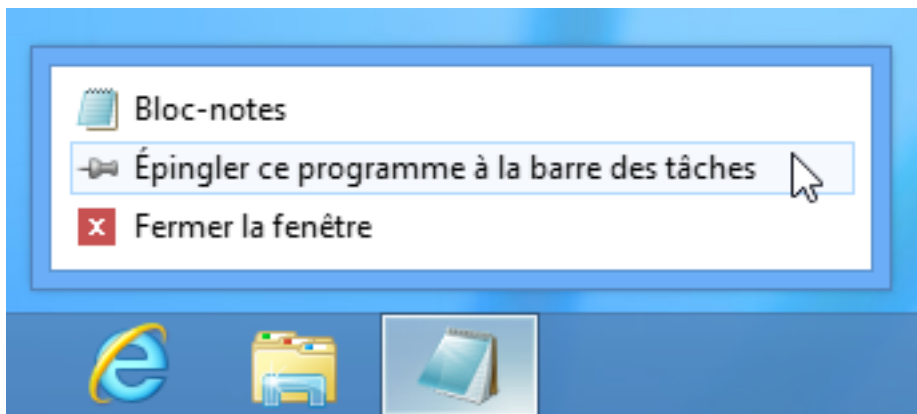 Bloc-notes
Épingler ce programme à la barre des tâches
Fermer la fenêtre